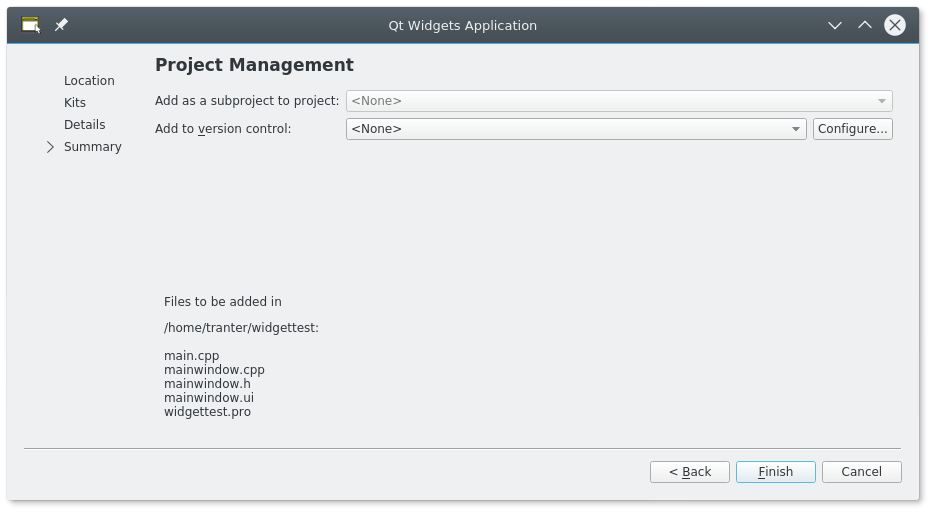 Qt Widgets Application
Location
Kits
Details
Summary
Project Management
Add as a subproject to project: <None>
Add to version control: <None> Configure...
Files to be added in
/home/tranter/widgettest:
main.cpp
mainwindow.cpp
mainwindow.h
mainwindow.ui
widgettest.pro
< Back Finish Cancel